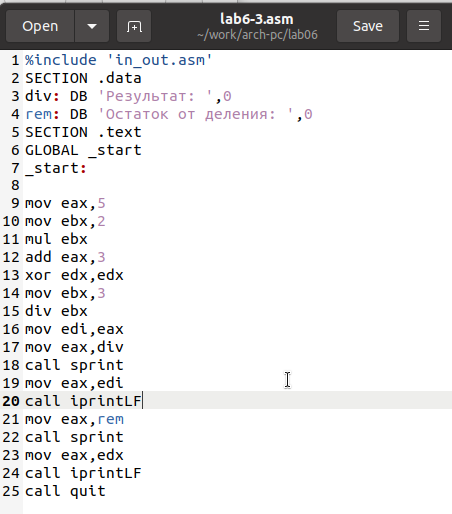 lab6-3.asm
Open
~/work/arch-pc/lab06
Save
1 %include 'in_out.asm'
2 SECTION .data
3 div: DB 'Результат: ',0
4 rem: DB 'Остаток от деления: ',0
5 SECTION .text
6 GLOBAL _start
7 _start:
8
9 mov eax,5
10 mov ebx,2
11 mul ebx
12 add eax,3
13 xor edx,edx
14 mov ebx,3
15 div ebx
16 mov edi,eax
17 mov eax,div
18 call sprint
19 mov eax,edi
20 call iprintLF
21 mov eax,rem
22 call sprint
23 mov eax,edx
24 call iprintLF
25 call quit